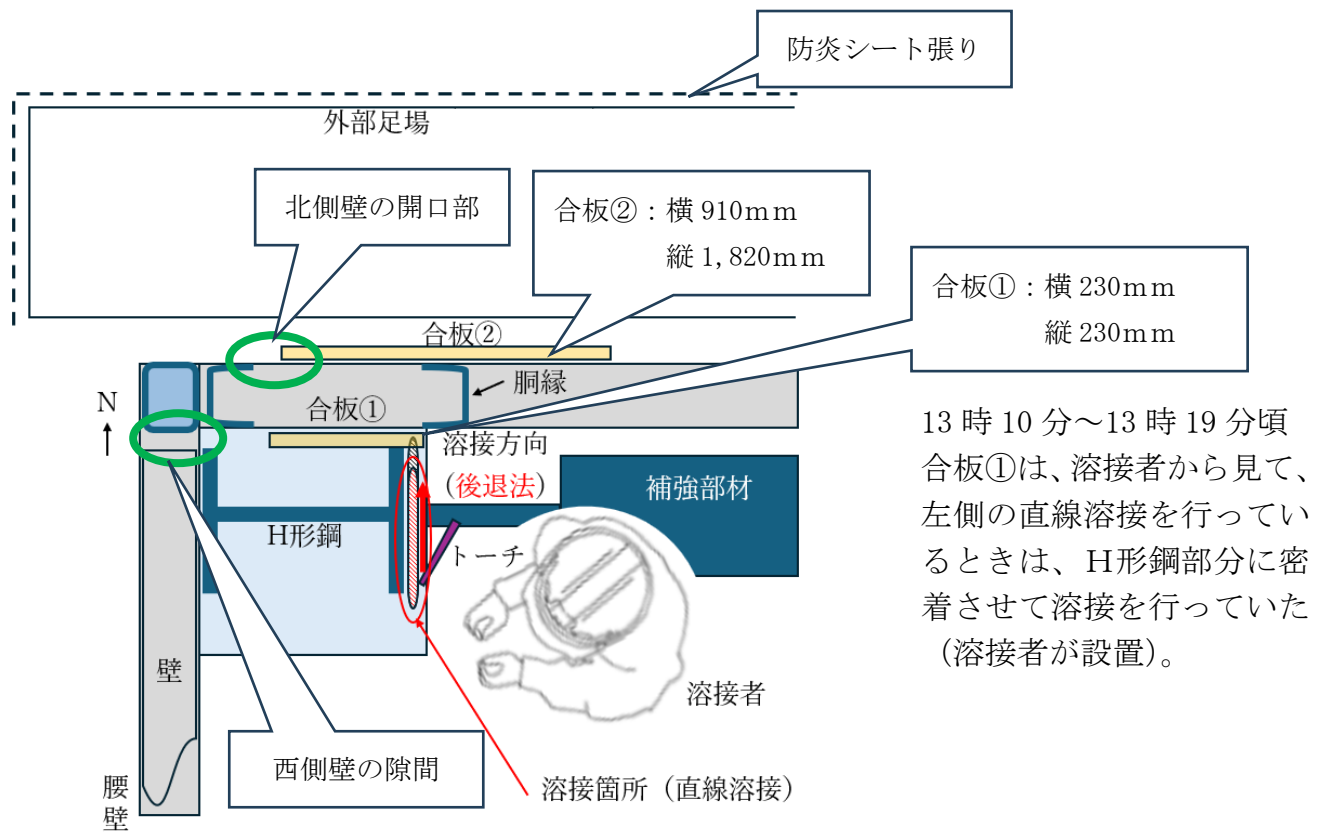 防炎シート張り
外部足場
北側壁の開口部
合板②：横 910mm
縦 1,820mm
合板①：横 230mm
縦 230mm
合板②
胴縁
合板①
N
溶接方向
（後退法）
補強部材
H形鋼
トーチ
13 時 10 分～13 時 19 分頃
合板①は、溶接者から見て、
左側の直線溶接を行ってい
るときは、H形鋼部分に密
着させて溶接を行っていた
（溶接者が設置）。
壁
溶接者
西側壁の隙間
溶接箇所（直線溶接）
腰
壁